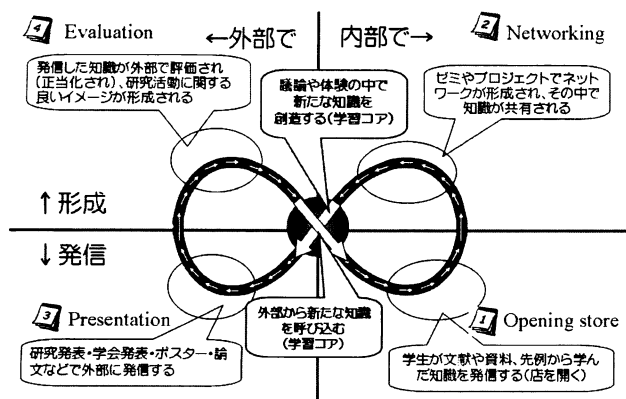 4 Evaluation
←外部で
内部で→
2 Networking
発信した知識が外部で評価され
(正当化され)、研究活動に関する
良いイメージが形成される
議論や体験の中で
新たな知識を
創造する(学習コア)
ゼミやプロジェクトでネット
ワークが形成され、その中で
知識が共有される
↑形成
↓発信
3 Presentation
研究発表・学会発表・ポスター・論
文などで外部に発信する
外部から新たな知識
を呼び込む
(学習コア)
1 Opening store
学生が文献や資料、先例から学ん
だ知識を発信する(店を開く)